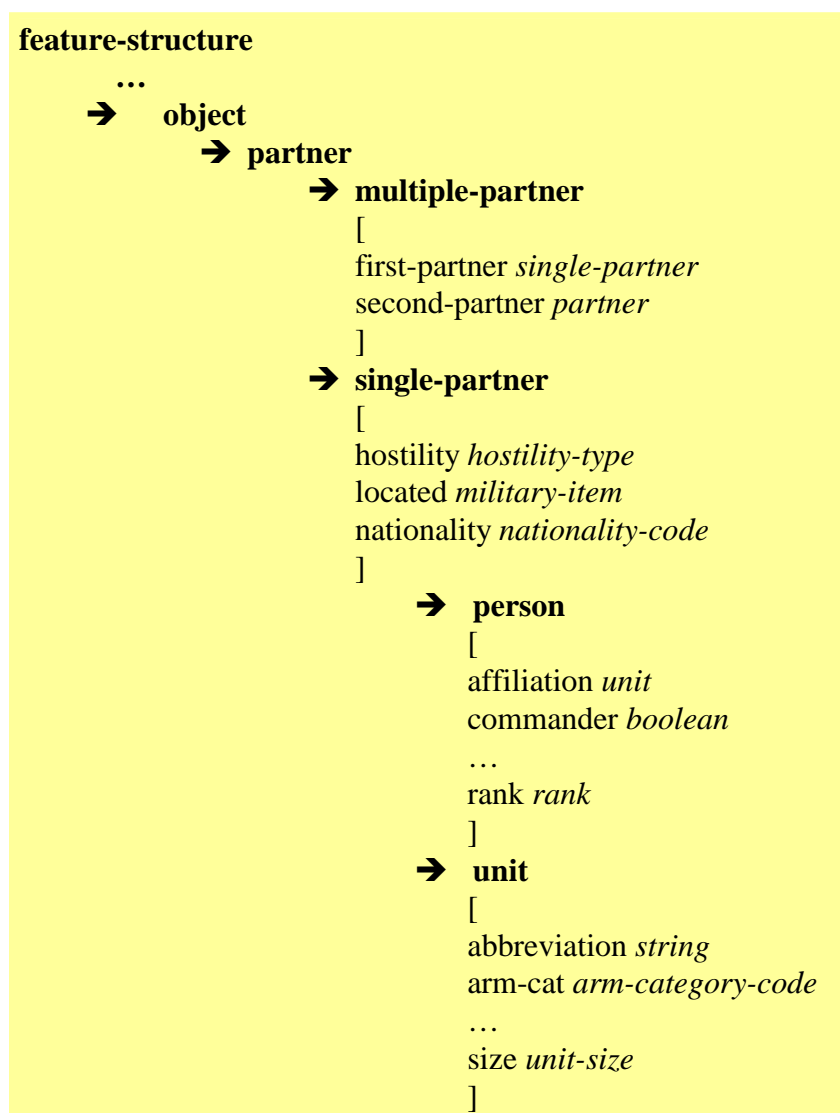 feature-structure
…
➔ object
➔ partner
➔ multiple-partner
[
first-partner single-partner
second-partner partner
]
➔ single-partner
[
hostility hostility-type
located military-item
nationality nationality-code
]
➔ person
[
affiliation unit
commander boolean
…
rank rank
]
➔ unit
[
abbreviation string
arm-cat arm-category-code
…
size unit-size
]